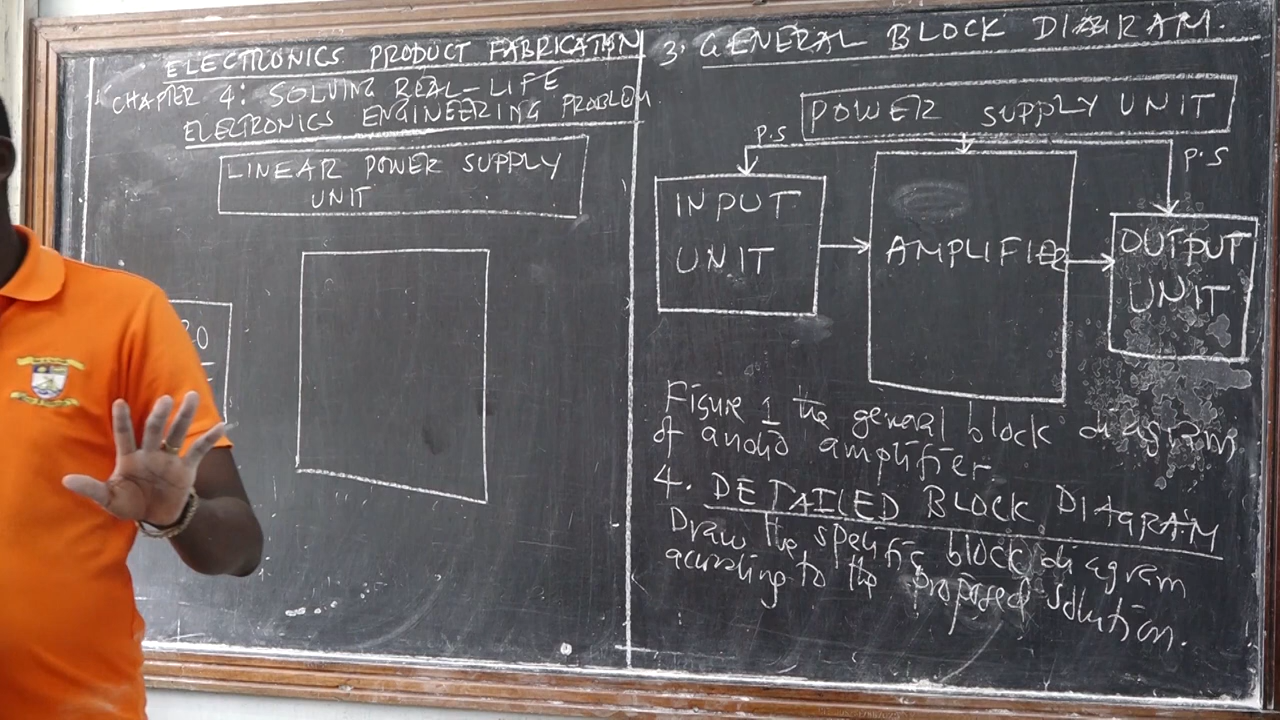 ELECTRONICS PRODUCT FABRICATION
1. CHAPTER 4: SOLVING REAL-LIFE
ELECTRONICS ENGINEERING PROBLEM
LINEAR POWER SUPPLY
UNIT
3. GENERAL BLOCK DIAGRAM.
POWER SUPPLY UNIT
P.S
P.S
INPUT
UNIT
AMPLIFIER
OUTPUT
UNIT
Figure 1 the general block diagram
of audio amplifier.
4. DETAILED BLOCK DIAGRAM
Draw the specific block diagram
according to the proposed solution.